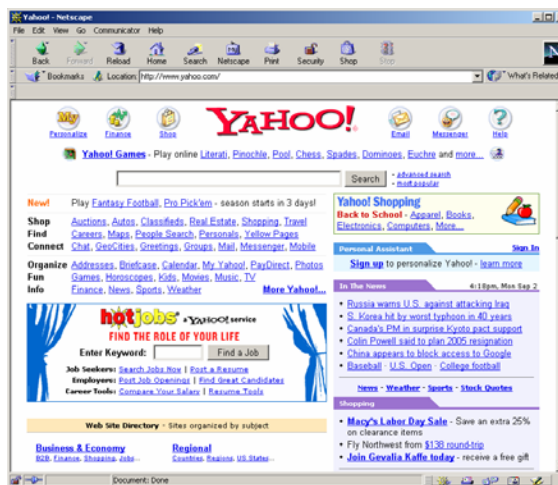 Yahoo! - Netscape
File Edit View Go Communicator Help
Back Forward Reload Home Search Netscape Print Security Shop Stop
Bookmarks Location: http://www.yahoo.com/ What's Related
My
Personalize Finance Shop YAHOO! Email Messenger Help
Yahoo! Games - Play online Literati, Pinochle, Pool, Chess, Spades, Dominoes, Euchre and more...
Search · advanced search
· most popular
New! Play Fantasy Football, Pro Pick'em - season starts in 3 days!
Shop Auctions, Autos, Classifieds, Real Estate, Shopping, Travel
Find Careers, Maps, People Search, Personals, Yellow Pages
Connect Chat, GeoCities, Greetings, Groups, Mail, Messenger, Mobile
Organize Addresses, Briefcase, Calendar, My Yahoo!, PayDirect, Photos
Fun Games, Horoscopes, Kids, Movies, Music, TV
Info Finance, News, Sports, Weather More Yahoo!...
hotjobs a YAHOO! service
FIND THE ROLE OF YOUR LIFE
Enter Keyword: Find a Job
Job Seekers: Search Jobs Now | Post a Resume
Employers: Post Job Openings | Find Great Candidates
Career Tools: Compare Your Salary | Resume Tools
Web Site Directory - Sites organized by subject
Business & Economy Regional
B2B, Finance, Shopping, Jobs... Countries, Regions, US States...
Yahoo! Shopping
Back to School - Apparel, Books,
Electronics, Computers, More...
Personal Assistant Sign In
Sign up to personalize Yahoo! - learn more
In The News 4:18pm, Mon Sep 2
• Russia warns U.S. against attacking Iraq
• S. Korea hit by worst typhoon in 40 years
• Canada's PM in surprise Kyoto pact support
• Colin Powell said to plan 2005 resignation
• China appears to block access to Google
• Baseball · U.S. Open · College football
News - Weather - Sports - Stock Quotes
Shopping
• Macy's Labor Day Sale - Save an extra 25%
on clearance items
• Fly Northwest from $138 round-trip
• Join Gevalia Kaffe today - receive a free gift
Document: Done